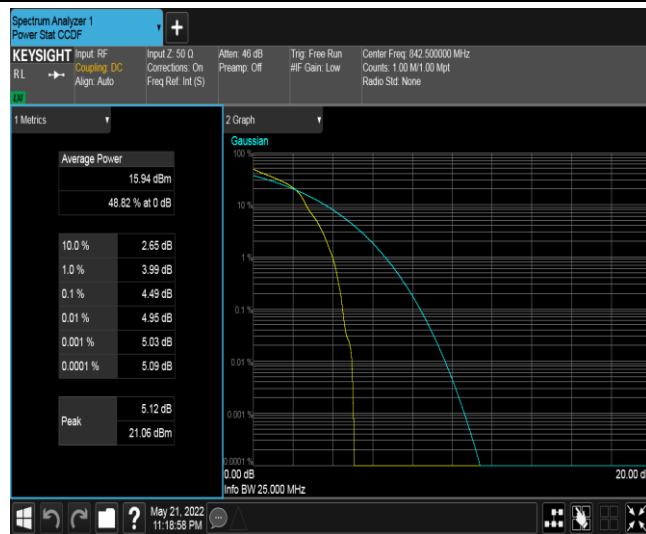 Spectrum Analyzer 1
Power Stat CCDF
KEYSIGHT
RL
LXI
Input: RF
Coupling: DC
Align: Auto
Input Z: 50 Ω
Corrections: On
Freq Ref: Int (S)
Atten: 46 dB
Preamp: Off
Trig: Free Run
#IF Gain: Low
Center Freq: 842.500000 MHz
Counts: 1.00 M/1.00 Mpt
Radio Std: None
1 Metrics
Average Power
15.94 dBm
48.82 % at 0 dB
10.0 % 2.65 dB
1.0 % 3.99 dB
0.1 % 4.49 dB
0.01 % 4.95 dB
0.001 % 5.03 dB
0.0001 % 5.09 dB
Peak
5.12 dB
21.06 dBm
2 Graph
Gaussian
100 %
10 %
1 %
0.1 %
0.01 %
0.001 %
0.0001 %
0.00 dB
20.00 d
Info BW 25.000 MHz
May 21, 2022
11:18:58 PM